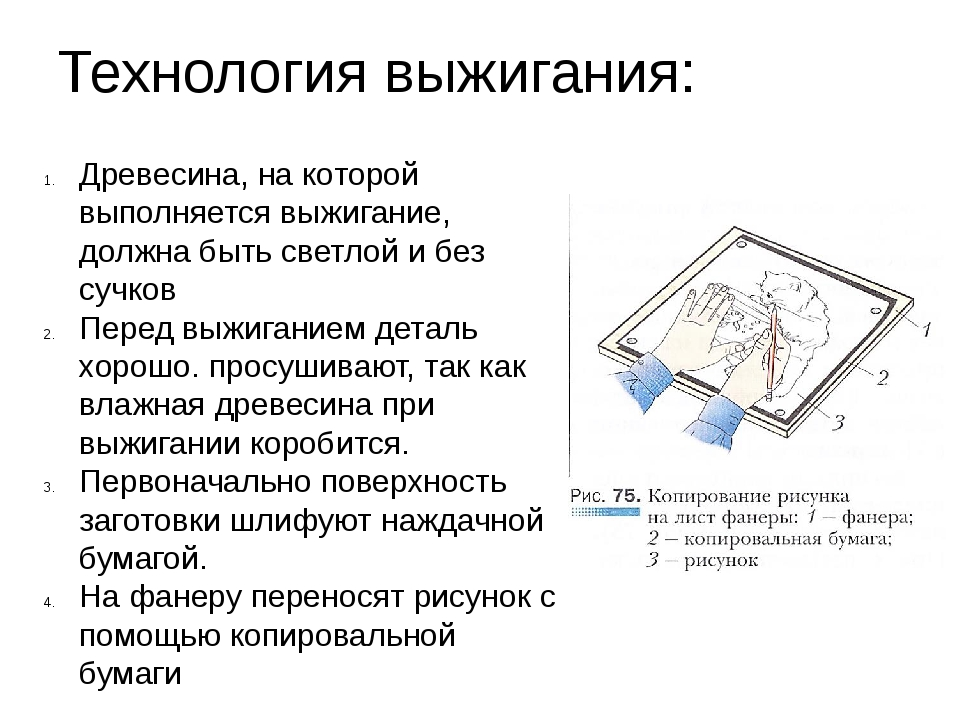 Технология выжигания:
1. Древесина, на которой
выполняется выжигание,
должна быть светлой и без
сучков
2. Перед выжиганием деталь
хорошо. просушивают, так как
влажная древесина при
выжигании коробится.
3. Первоначально поверхность
заготовки шлифуют наждачной
бумагой.
4. На фанеру переносят рисунок с
помощью копировальной
бумаги
1
2
3
Рис. 75. Копирование рисунка
на лист фанеры: 1 – фанера;
2 – копировальная бумага;
3 – рисунок